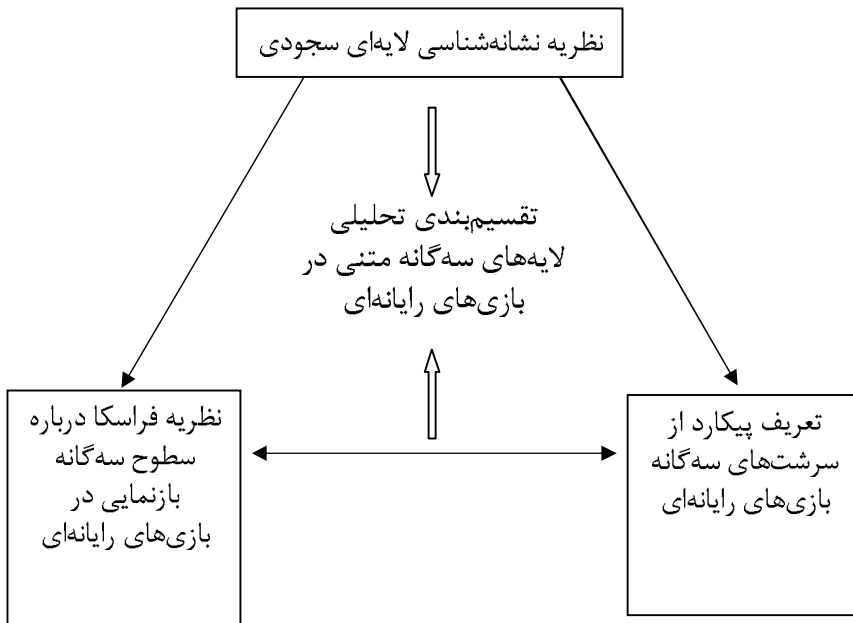 نظریه نشانه‌شناسی لایه‌ای سجودی
تقسیم‌بندی تحلیلی
لایه‌های سه‌گانه متنی در
بازی‌های رایانه‌ای
تعریف پیکارد از
سرشت‌های سه‌گانه
بازی‌های رایانه‌ای
نظریه فراسکا درباره
سطوح سه‌گانه
بازنمایی در
بازی‌های رایانه‌ای